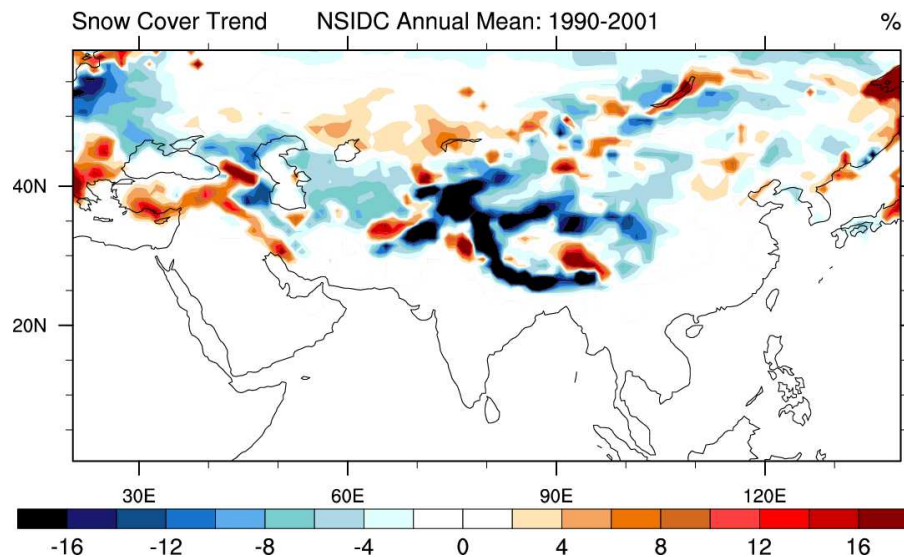 Snow Cover Trend NSIDC Annual Mean: 1990-2001 %
40N
20N
30E 60E 90E 120E
-16 -12 -8 -4 0 4 8 12 16